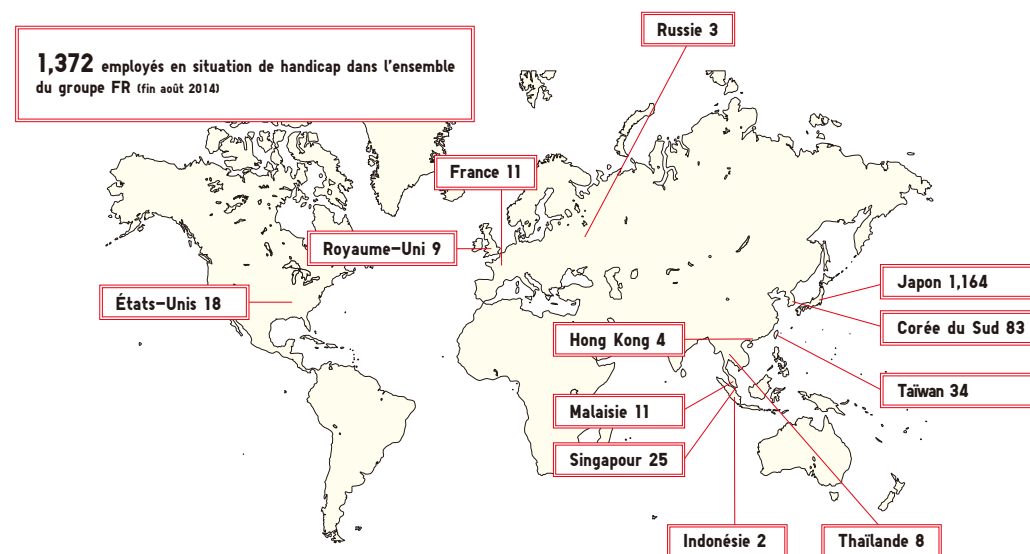 Russie 3
1,372 employés en situation de handicap dans l'ensemble
du groupe FR (fin août 2014)
France 11
Royaume-Uni 9
États-Unis 18
Japon 1,164
Corée du Sud 83
Hong Kong 4
Taïwan 34
Malaisie 11
Singapour 25
Indonésie 2
Thaïlande 8